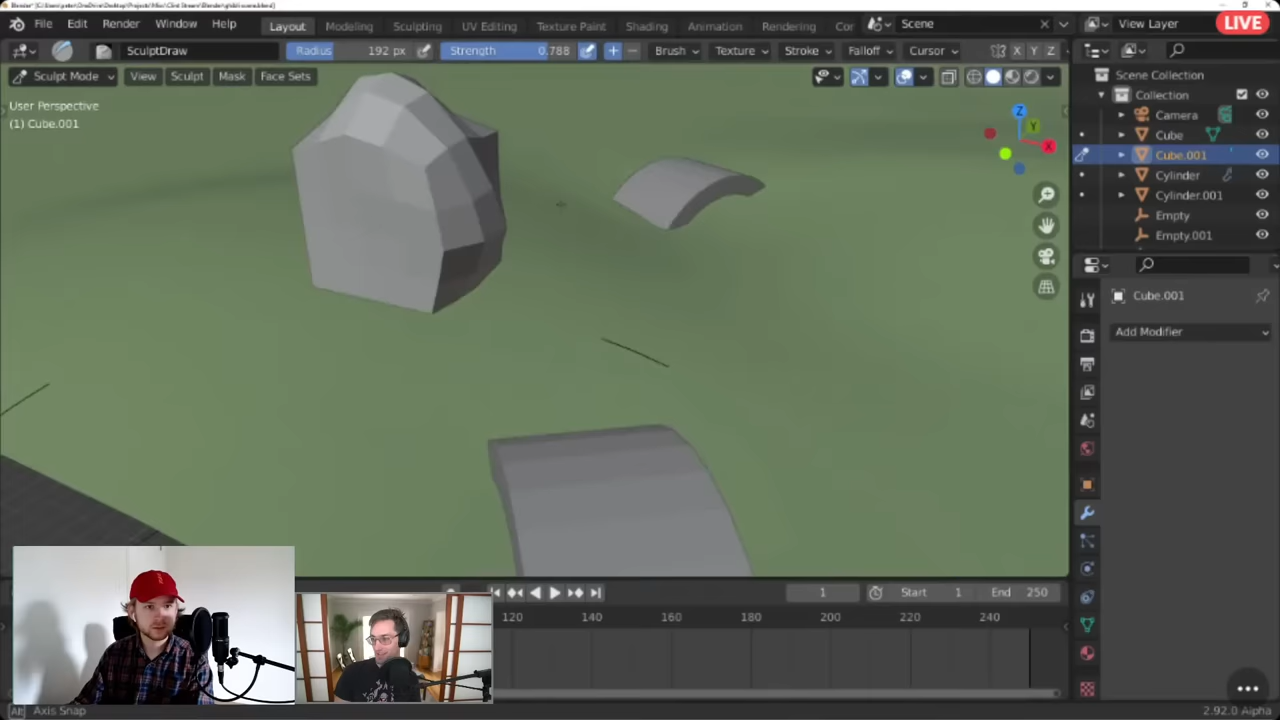 File Edit Render Window Help Layout Modeling Sculpting UV Editing Texture Paint Shading Animation Rendering Scene View Layer LIVE
SculptDraw Radius 192 px Strength 0.788 + − Brush Texture Stroke Falloff Cursor X Y Z
Sculpt Mode View Sculpt Mask Face Sets
Scene Collection
Collection
User Perspective
(1) Cube.001
Z
Y
X
Camera
Cube
Cube.001
Cylinder
Cylinder.001
Empty
Empty.001
Cube.001
Add Modifier
1 Start 1 End 250
120 140 160 180 200 220 240
Alt Axis Snap
2.92.0 Alpha